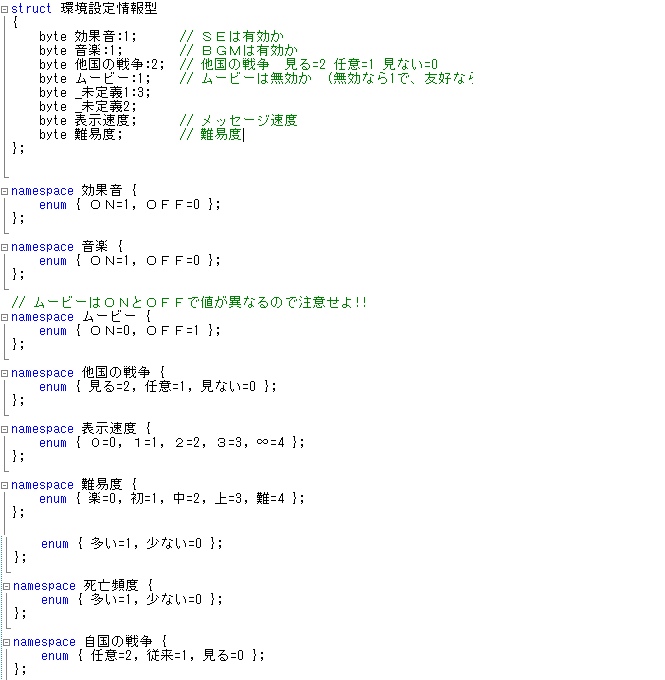 struct 環境設定情報型
{
byte 効果音:1; // ＳＥは有効か
byte 音楽:1; // ＢＧＭは有効か
byte 他国の戦争:2; // 他国の戦争　見る=2 任意=1 見ない=0
byte ムービー:1; // ムービーは無効か　(無効なら1で、友好なら
byte _未定義1:3;
byte _未定義2;
byte 表示速度; // メッセージ速度
byte 難易度; // 難易度
};
namespace 効果音 {
enum { ＯＮ=1, ＯＦＦ=0 };
};
namespace 音楽 {
enum { ＯＮ=1, ＯＦＦ=0 };
};
// ムービーはＯＮとＯＦＦで値が異なるので注意せよ!!
namespace ムービー {
enum { ＯＮ=0, ＯＦＦ=1 };
};
namespace 他国の戦争 {
enum { 見る=2, 任意=1, 見ない=0 };
};
namespace 表示速度 {
enum { ０=0, １=1, ２=2, ３=3, ∞=4 };
};
namespace 難易度 {
enum { 楽=0, 初=1, 中=2, 上=3, 難=4 };
};
enum { 多い=1, 少ない=0 };
};
namespace 死亡頻度 {
enum { 多い=1, 少ない=0 };
};
namespace 自国の戦争 {
enum { 任意=2, 従来=1, 見る=0 };
};